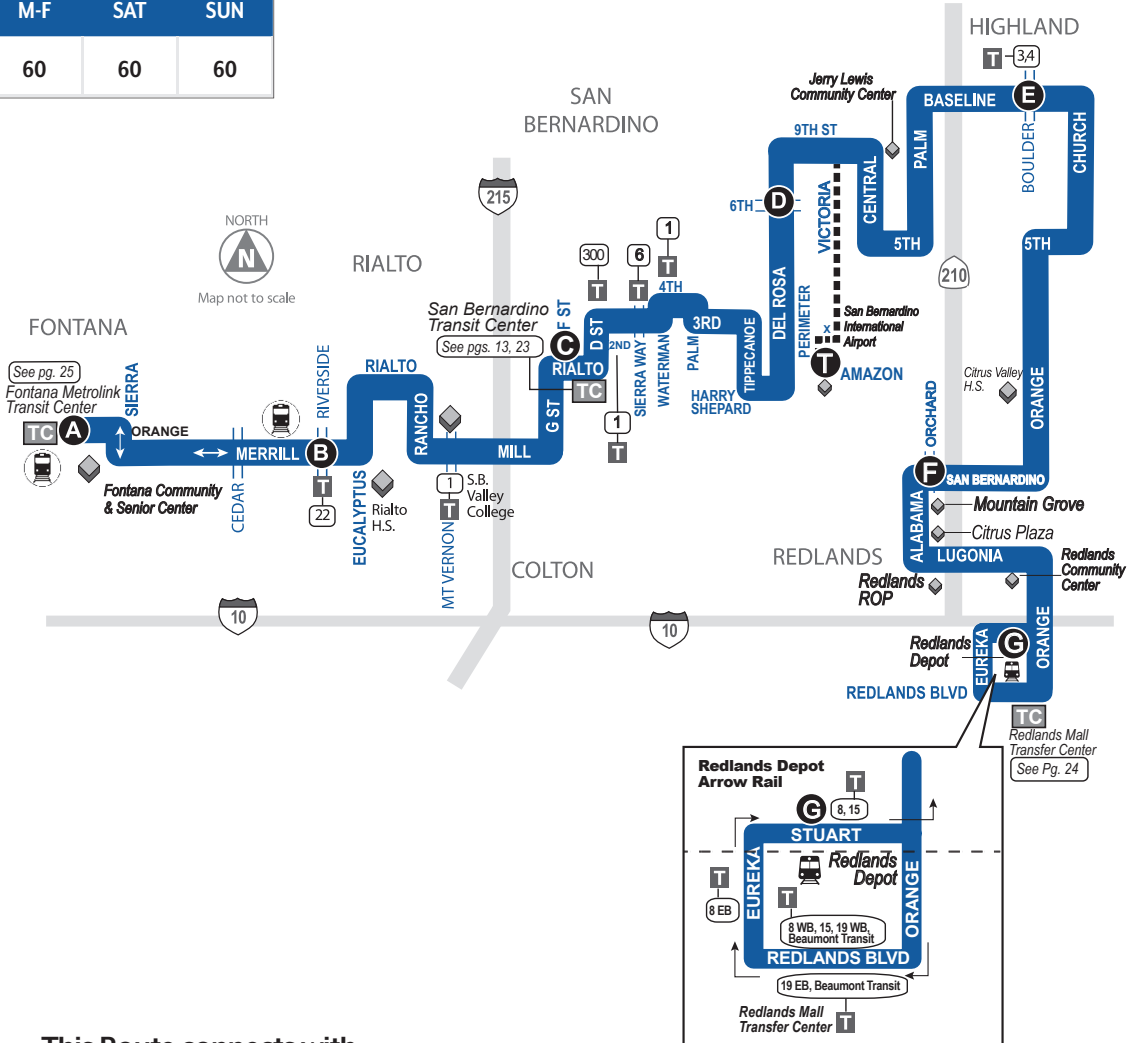 M-F SAT SUN
60 60 60
HIGHLAND
T 3,4
Jerry Lewis
Community Center
BASELINE E
SAN
BERNARDINO
9TH ST
PALM
BOULDER
CHURCH
215
6TH D
VICTORIA
CENTRAL
5TH
5TH
NORTH
N
Map not to scale
RIALTO
300
T
6
T
1
T
4TH
210
DEL ROSA
PERIMETER
San Bernardino
International
Airport
x
T
AMAZON
FONTANA
San Bernardino
Transit Center
See pgs. 13, 23
F ST
C
D ST
2ND
3RD
RIALTO
TC
SIERRA WAY
WATERMAN
PALM
TIPPECANOE
HARRY
SHEPARD
1
T
See pg. 25
Fontana Metrolink
Transit Center
TC A
SIERRA
ORANGE
RIVERSIDE
RIALTO
RANCHO
G ST
MERRILL B
MILL
Fontana Community
& Senior Center
CEDAR
T
22
EUCALYPTUS
Rialto
H.S.
1
T
S.B.
Valley
College
MT VERNON
Citrus Valley
H.S.
ORANGE
ORCHARD
F
SAN BERNARDINO
Mountain Grove
ALABAMA
Citrus Plaza
LUGONIA
COLTON
REDLANDS
Redlands
ROP
Redlands
Community
Center
10
10
Redlands
Depot
EUREKA
G
ORANGE
REDLANDS BLVD
TC
Redlands Mall
Transfer Center
See Pg. 24
Redlands Depot
Arrow Rail
T
G 8, 15
STUART
EUREKA
Redlands
Depot
ORANGE
T
8 EB
T
8 WB, 15, 19 WB,
Beaumont Transit
REDLANDS BLVD
19 EB, Beaumont Transit
Redlands Mall
Transfer Center T
This Route connects with